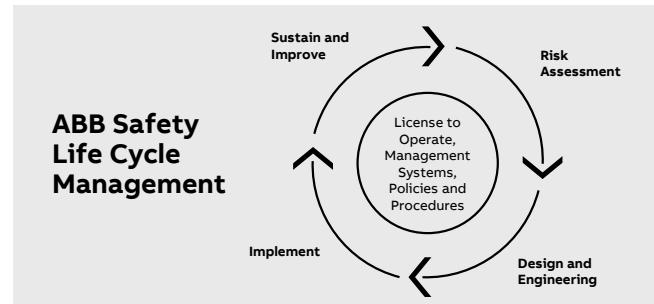 ABB Safety
Life Cycle
Management
Sustain and
Improve
Risk
Assessment
License to
Operate,
Management
Systems,
Policies and
Procedures
Implement
Design and
Engineering